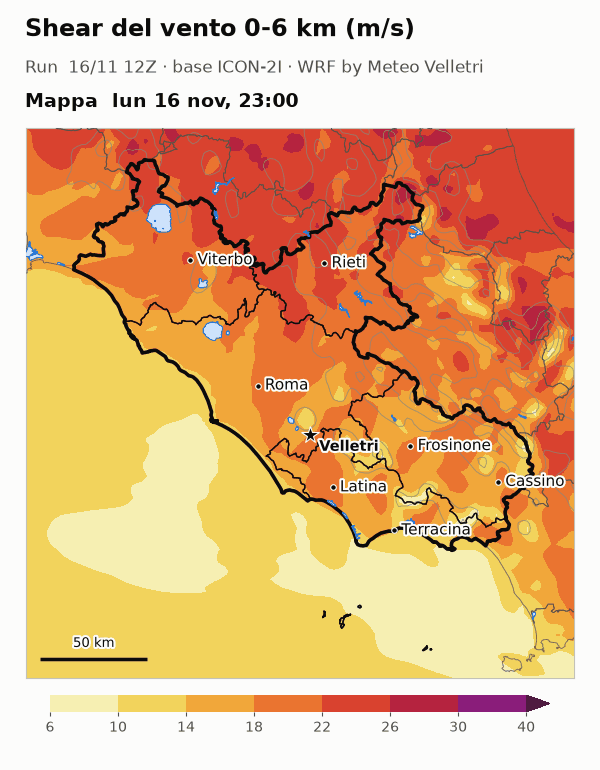 Shear del vento 0-6 km (m/s)
Run 16/11 12Z · base ICON-2I · WRF by Meteo Velletri
Mappa lun 16 nov, 23:00
Viterbo
Rieti
Roma
Velletri
Frosinone
Cassino
Latina
Terracina
50 km
6 10 14 18 22 26 30 40